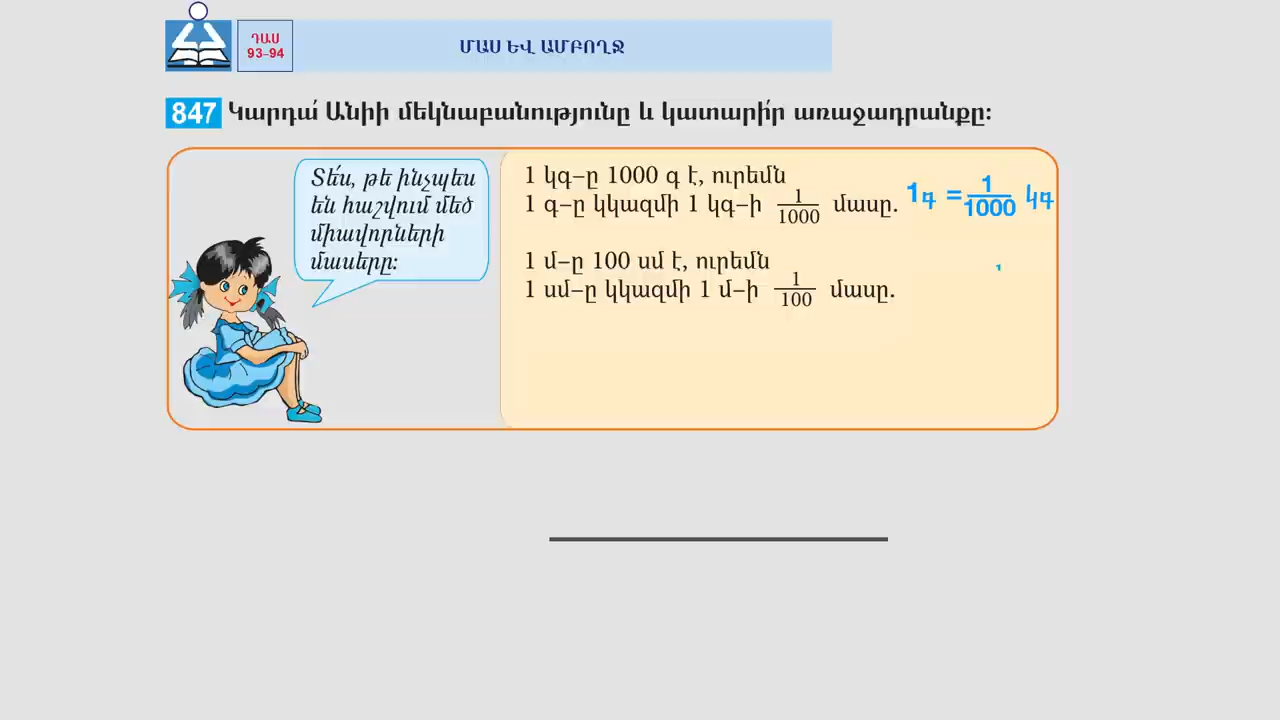 ԴԱՍ
93–94
ՄԱՍ ԵՎ ԱՄԲՈՂՋ
847 Կարդա՛ Անիի մեկնաբանությունը և կատարի՛ր առաջադրանքը։
Տե՛ս, թե ինչպես
են հաշվում մեծ
միավորների
մասերը։
1 կգ–ը 1000 գ է, ուրեմն
1 գ–ը կկազմի 1 կգ–ի 1/1000 մասը.
1գ = 1/1000 կգ
1 մ–ը 100 սմ է, ուրեմն
1 սմ–ը կկազմի 1 մ–ի 1/100 մասը.